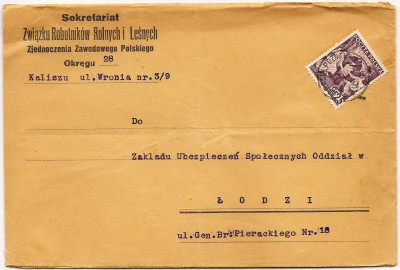 Sekretariat
Związku Robotników Rolnych i Leśnych
Zjednoczenia Zawodowego Polskiego
Okręgu 28
Kaliszu ul.Wronia nr.3/9
Do
Zakładu Ubezpieczeń Społecznych Oddział w
ŁODZI
ul.Gen.Br.Pierackiego Nr.18